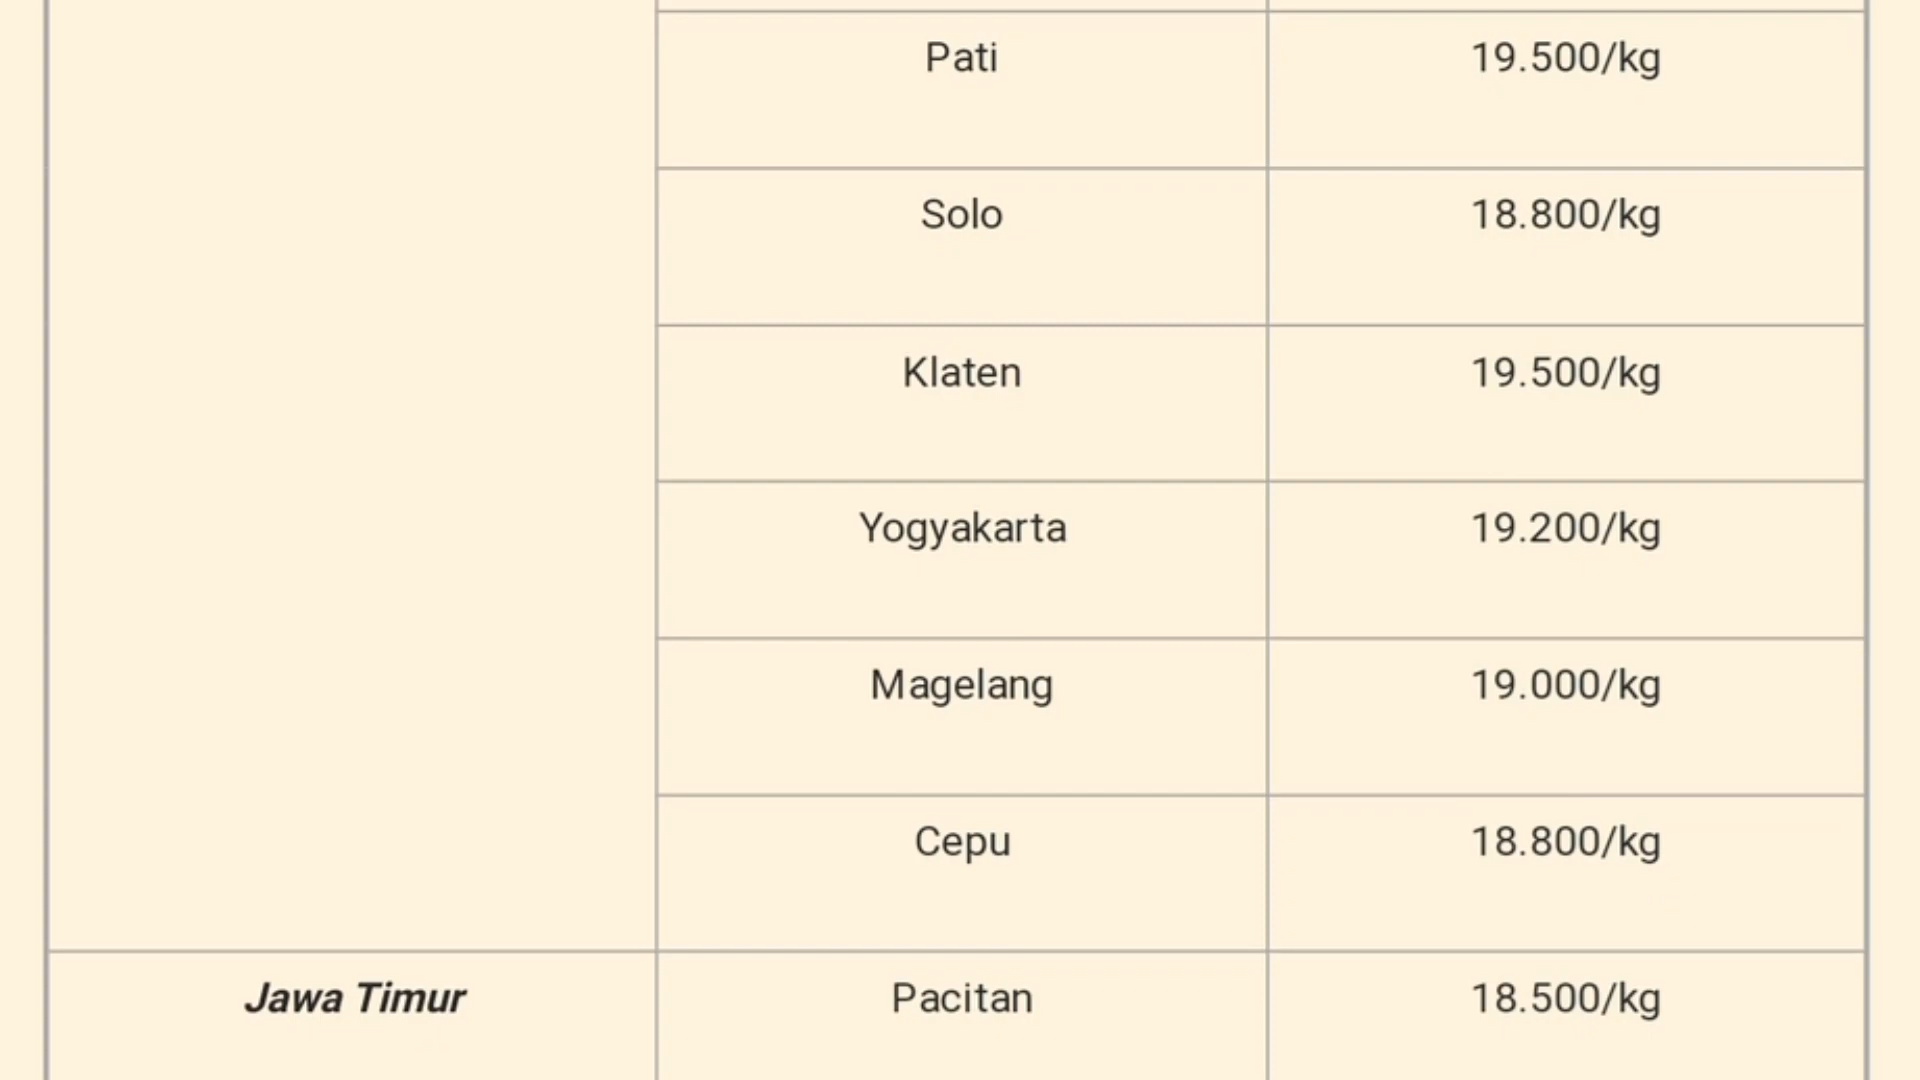 Pati 19.500/kg
Solo 18.800/kg
Klaten 19.500/kg
Yogyakarta 19.200/kg
Magelang 19.000/kg
Cepu 18.800/kg
Jawa Timur Pacitan 18.500/kg